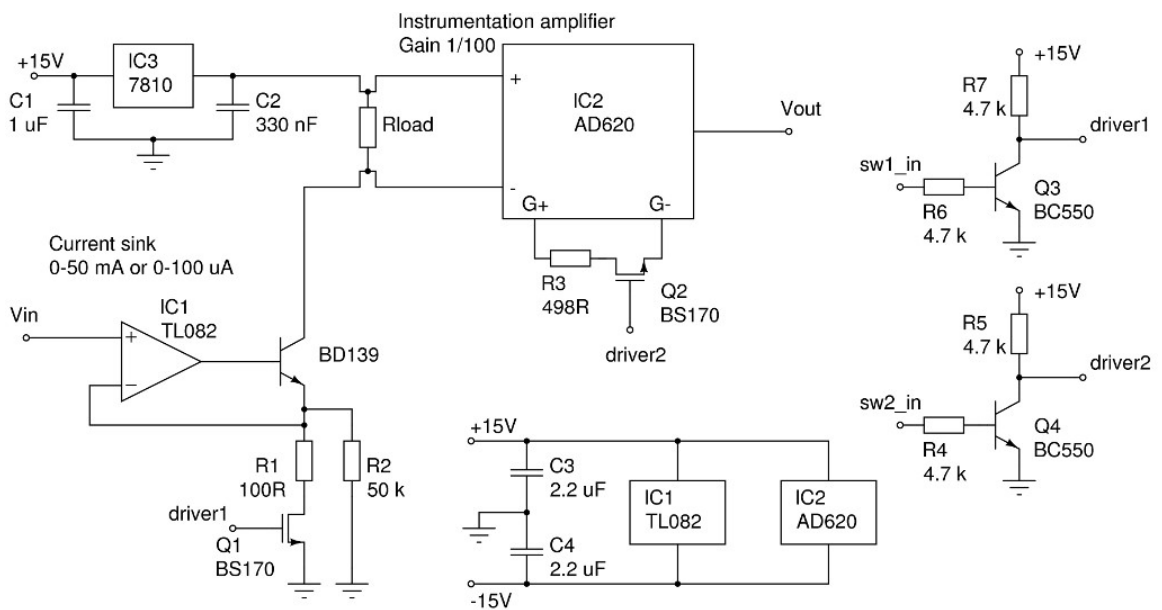 Instrumentation amplifier
Gain 1/100
+15V
IC3
7810
C1
1 uF
C2
330 nF
Rload
+
-
IC2
AD620
G+
G-
Vout
R3
498R
Q2
BS170
driver2
+15V
R7
4.7 k
driver1
sw1_in
R6
4.7 k
Q3
BC550
Current sink
0-50 mA or 0-100 uA
Vin
IC1
TL082
+
−
BD139
R1
100R
R2
50 k
driver1
Q1
BS170
+15V
C3
2.2 uF
C4
2.2 uF
-15V
IC1
TL082
IC2
AD620
+15V
R5
4.7 k
driver2
sw2_in
R4
4.7 k
Q4
BC550